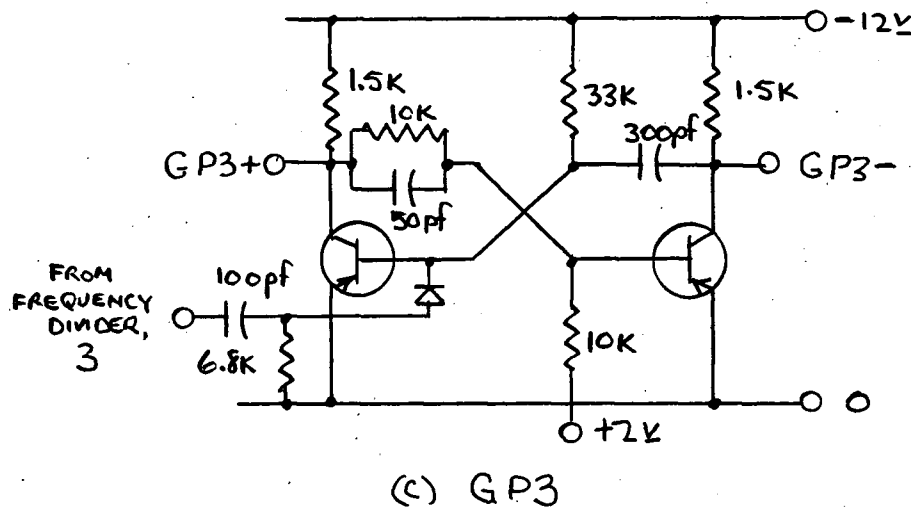 -12V
1.5K
33K
1.5K
10K
300pf
GP3+
GP3-
50pf
FROM
FREQUENCY
DIVIDER,
3
100pf
6.8K
10K
0
+2V
(C) GP3